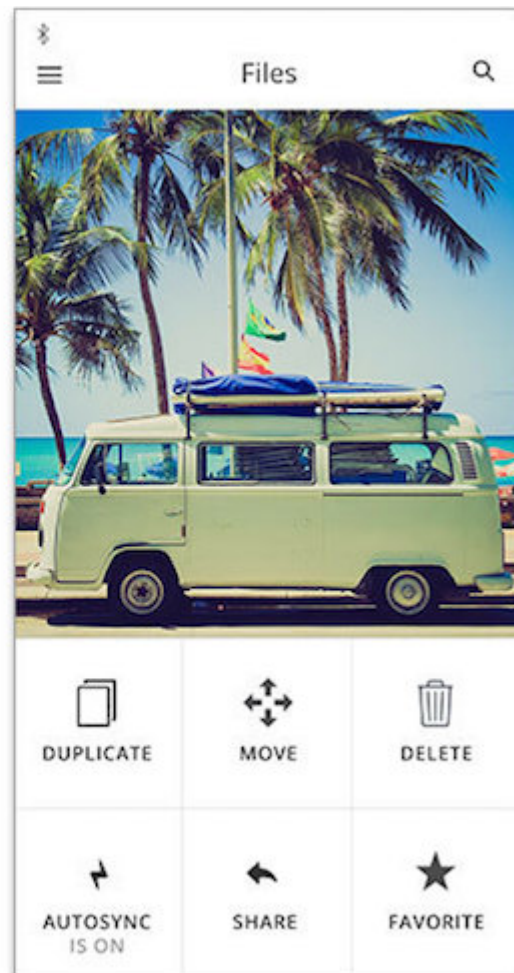 Files
DUPLICATE
MOVE
DELETE
AUTOSYNC
IS ON
SHARE
FAVORITE